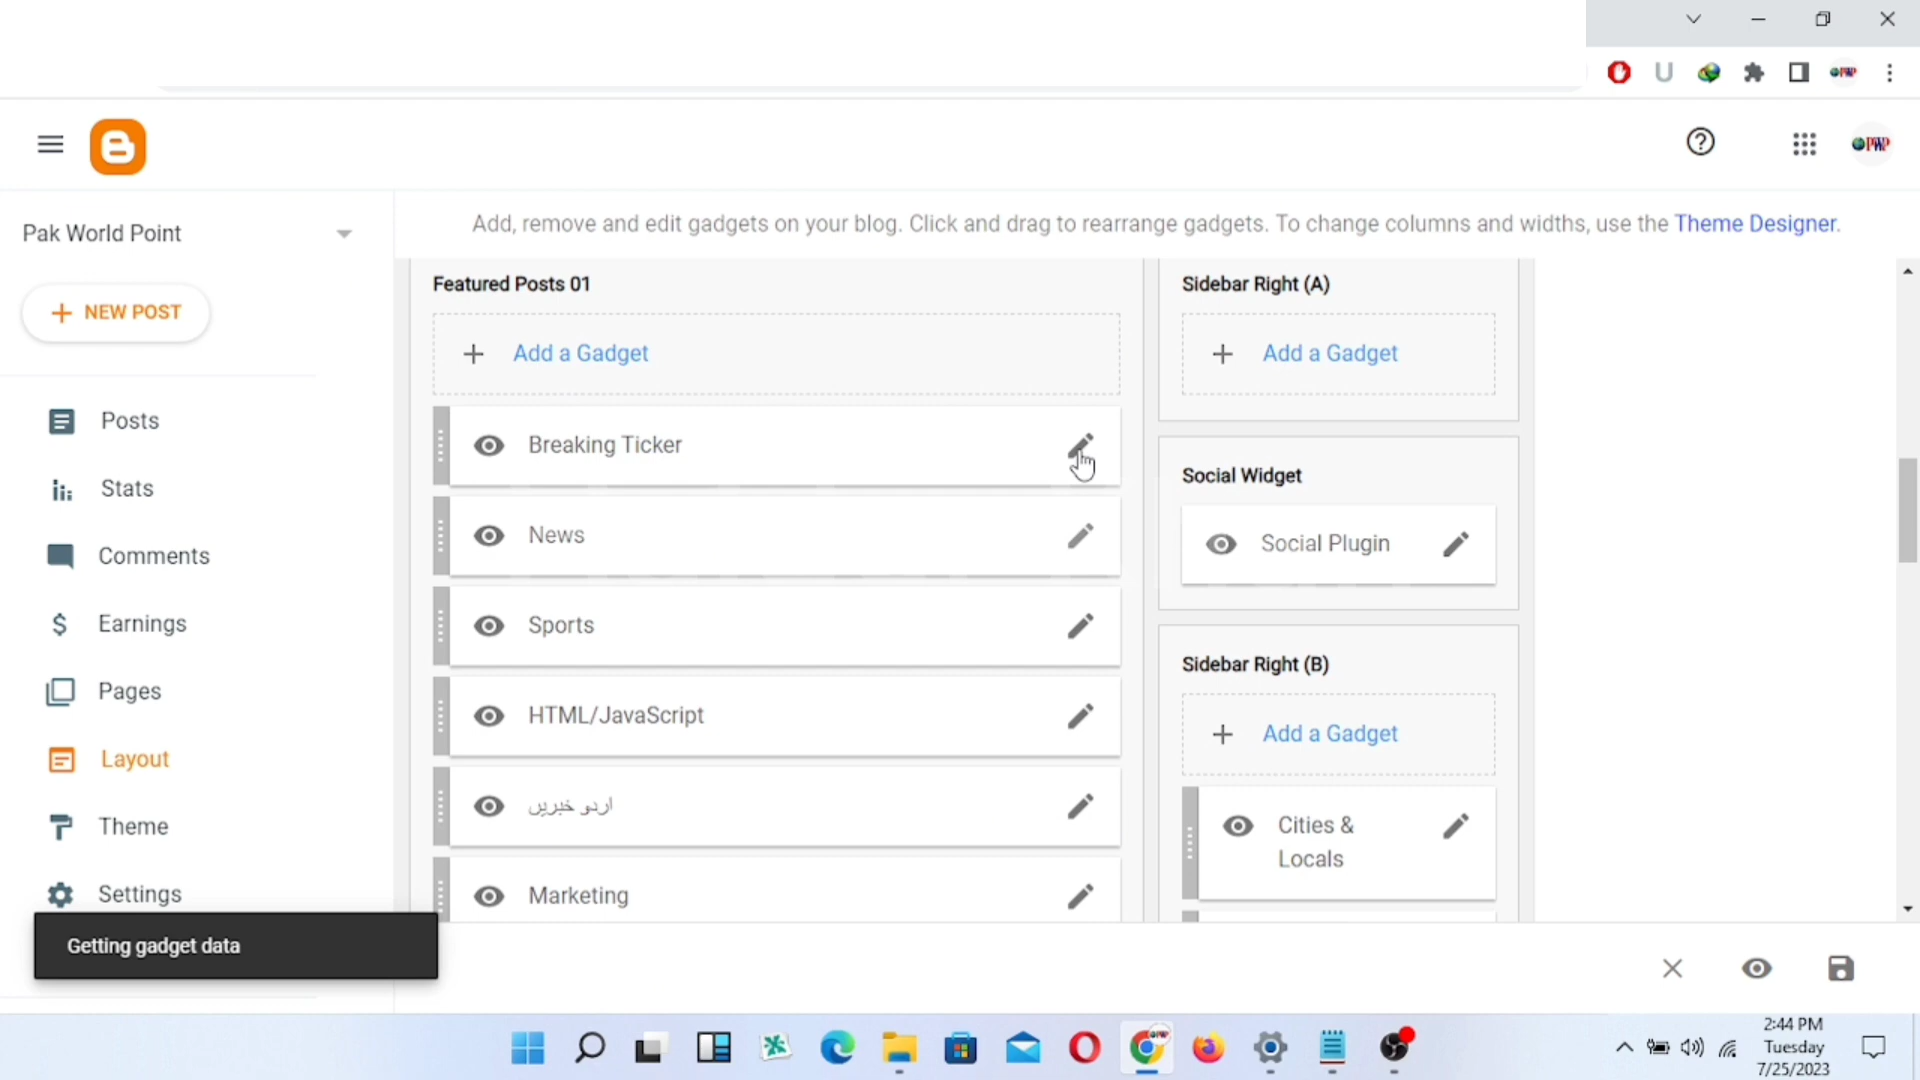 Pak World Point
Add, remove and edit gadgets on your blog. Click and drag to rearrange gadgets. To change columns and widths, use the Theme Designer.
NEW POST
Posts
Stats
Comments
Earnings
Pages
Layout
Theme
Settings
Getting gadget data
Featured Posts 01
Add a Gadget
Breaking Ticker
News
Sports
HTML/JavaScript
اردو خبریں
Marketing
Sidebar Right (A)
Add a Gadget
Social Widget
Social Plugin
Sidebar Right (B)
Add a Gadget
Cities &
Locals
2:44 PM
Tuesday
7/25/2023